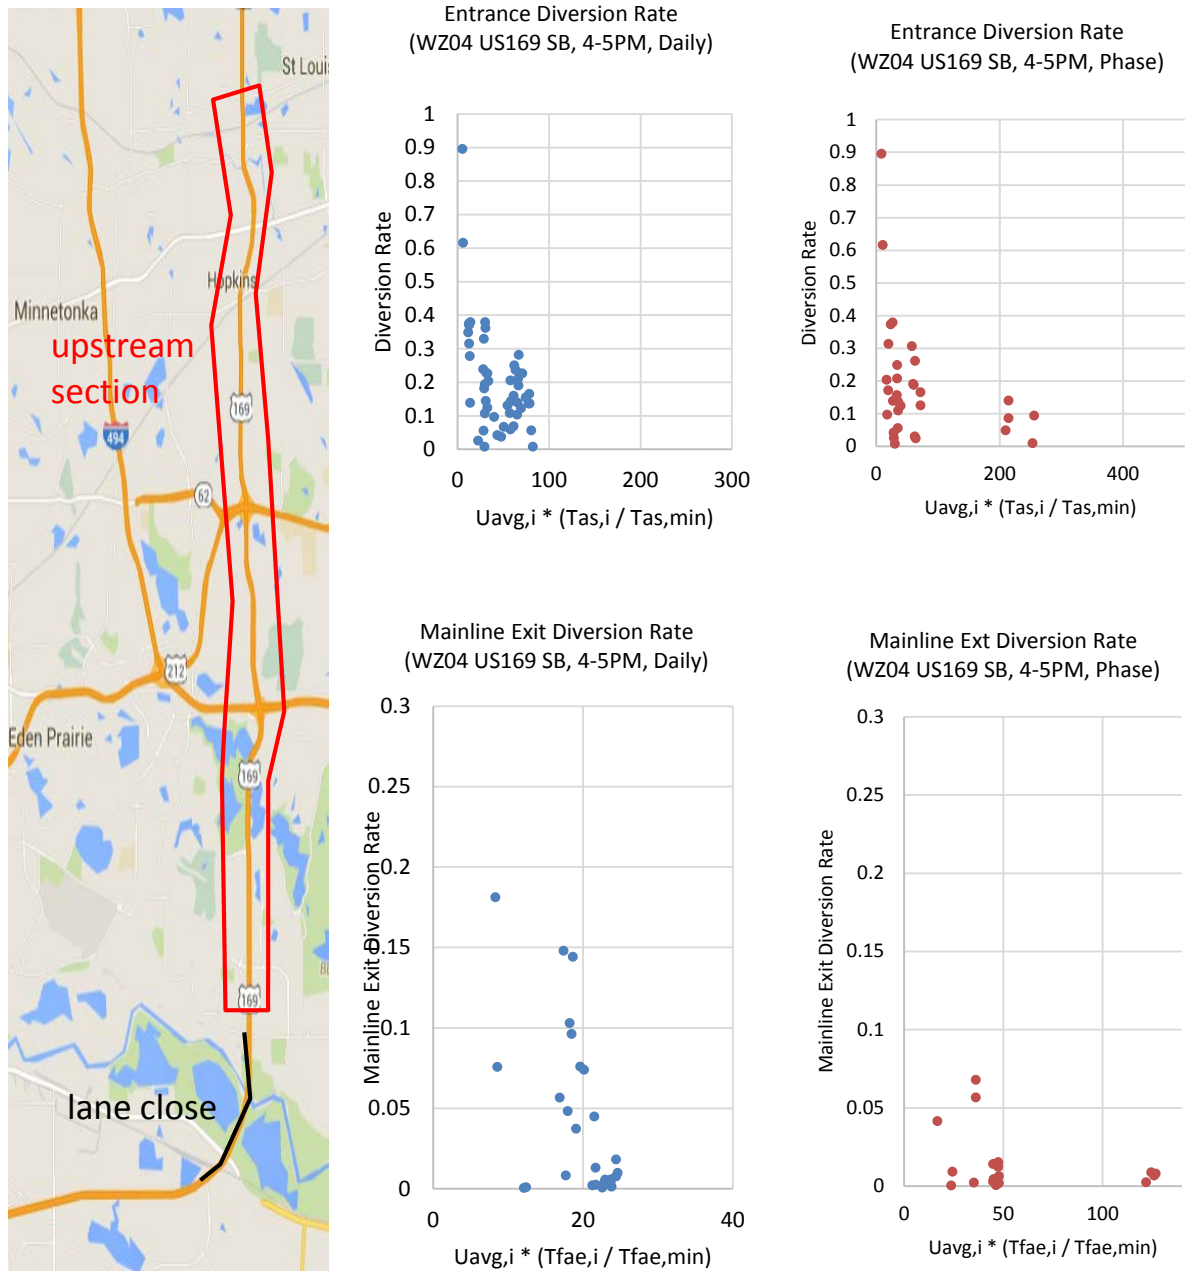 St Loui
Hopkins
Minnetonka
upstream
section
169
494
62
212
Eden Prairie
169
169
lane close
Entrance Diversion Rate
(WZ04 US169 SB, 4-5PM, Daily)
Diversion Rate
1
0.9
0.8
0.7
0.6
0.5
0.4
0.3
0.2
0.1
0
0 100 200 300
Uavg,i * (Tas,i / Tas,min)
Entrance Diversion Rate
(WZ04 US169 SB, 4-5PM, Phase)
Diversion Rate
1
0.9
0.8
0.7
0.6
0.5
0.4
0.3
0.2
0.1
0
0 200 400
Uavg,i * (Tas,i / Tas,min)
Mainline Exit Diversion Rate
(WZ04 US169 SB, 4-5PM, Daily)
Mainline Exit Diversion Rate
0.3
0.25
0.2
0.15
0.1
0.05
0
0 20 40
Uavg,i * (Tfae,i / Tfae,min)
Mainline Ext Diversion Rate
(WZ04 US169 SB, 4-5PM, Phase)
Mainline Exit Diversion Rate
0.3
0.25
0.2
0.15
0.1
0.05
0
0 50 100
Uavg,i * (Tfae,i / Tfae,min)